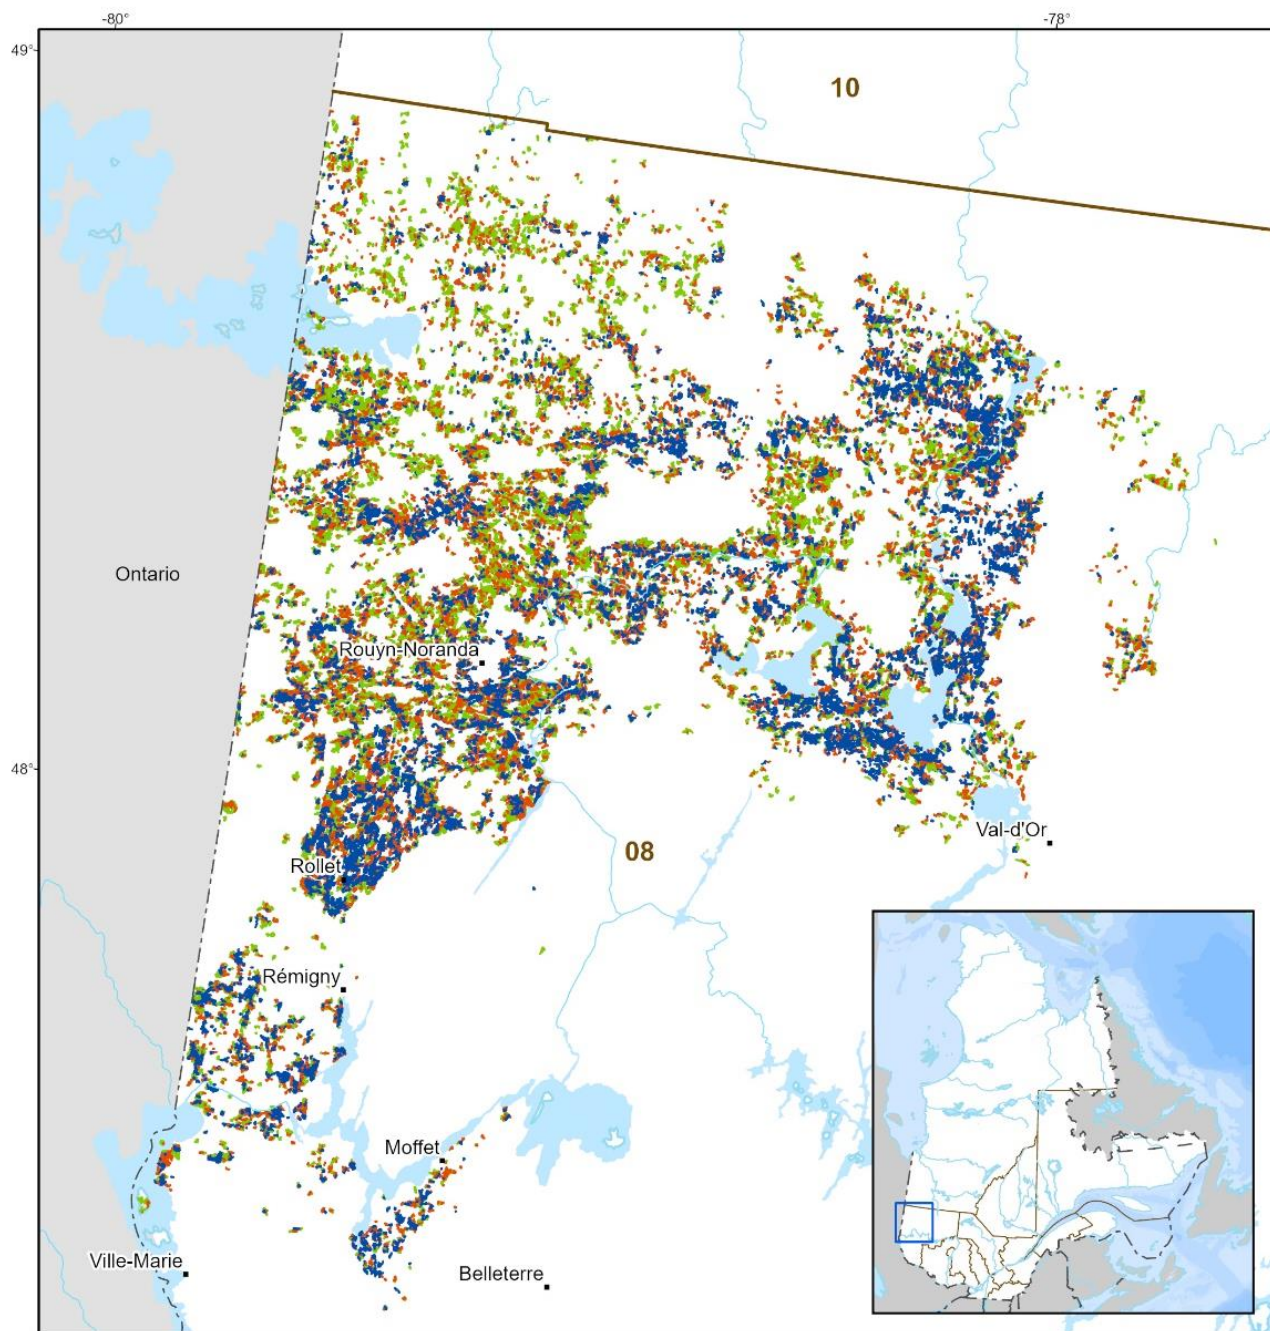 -80°
-78°
49°
10
Ontario
Rouyn-Noranda
48°
Val-d'Or
08
Rollet
Rémigny
Moffet
Ville-Marie
Belleterre